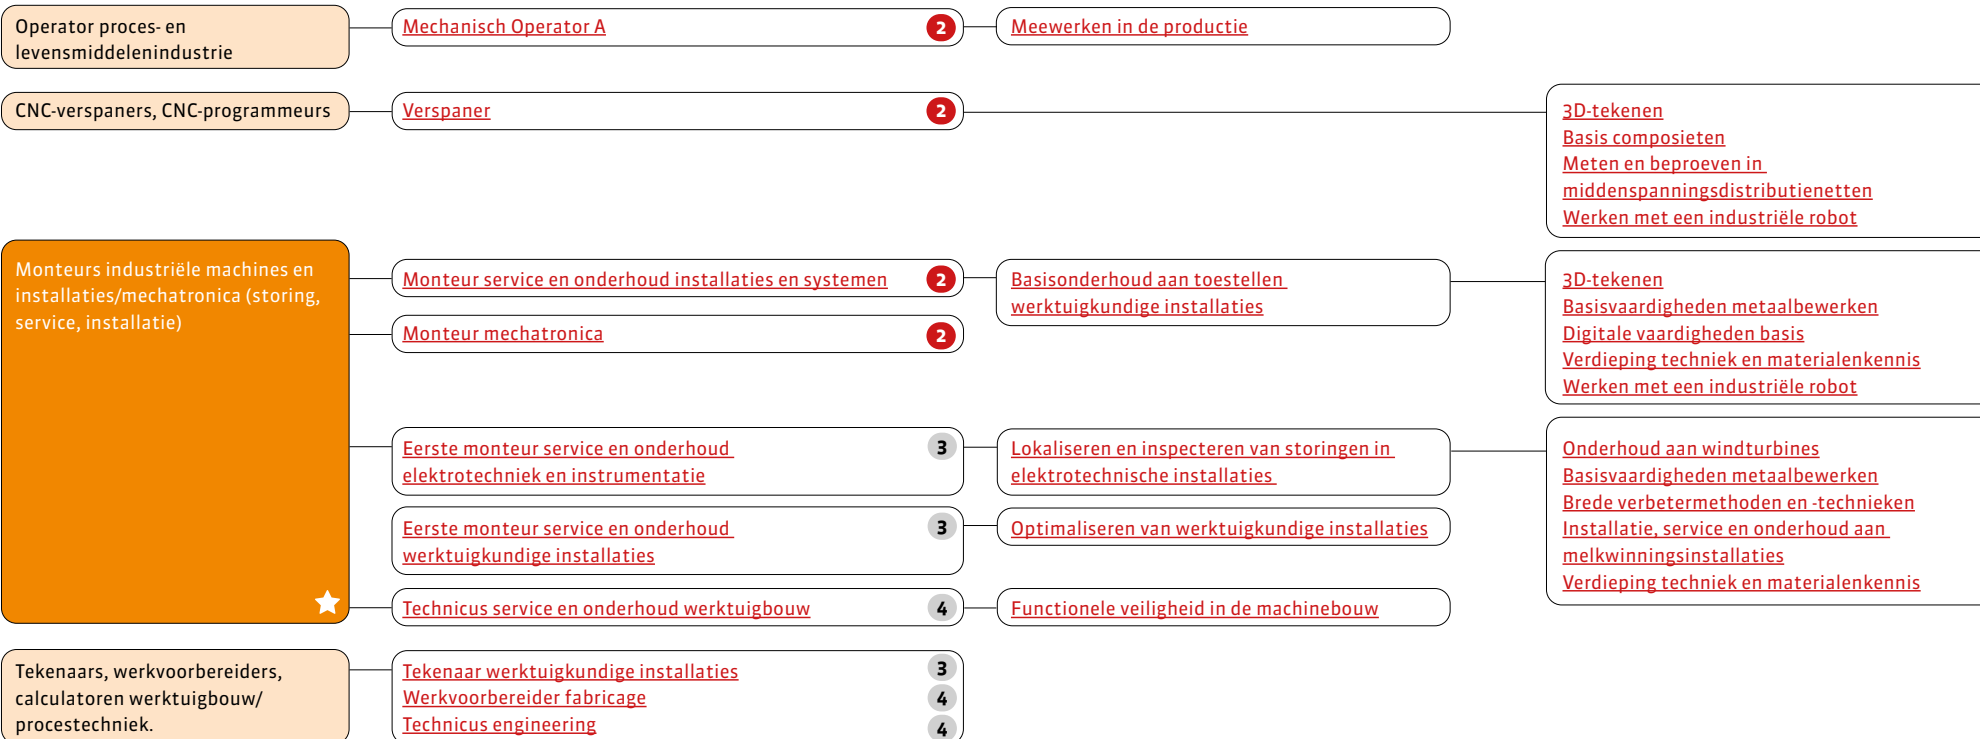 Operator proces- en
levensmiddelenindustrie
Mechanisch Operator A
2
Meewerken in de productie
CNC-verspaners, CNC-programmeurs
Verspaner
2
3D-tekenen
Basis composieten
Meten en beproeven in
middenspanningsdistributienetten
Werken met een industriële robot
Monteurs industriële machines en
installaties/mechatronica (storing,
service, installatie)
Monteur service en onderhoud installaties en systemen
2
Basisonderhoud aan toestellen
werktuigkundige installaties
3D-tekenen
Basisvaardigheden metaalbewerken
Digitale vaardigheden basis
Verdieping techniek en materialenkennis
Werken met een industriële robot
Monteur mechatronica
2
Eerste monteur service en onderhoud
elektrotechniek en instrumentatie
3
Lokaliseren en inspecteren van storingen in
elektrotechnische installaties
Onderhoud aan windturbines
Basisvaardigheden metaalbewerken
Brede verbetermethoden en -technieken
Installatie, service en onderhoud aan
melkwinningsinstallaties
Verdieping techniek en materialenkennis
Eerste monteur service en onderhoud
werktuigkundige installaties
3
Optimaliseren van werktuigkundige installaties
Technicus service en onderhoud werktuigbouw
4
Functionele veiligheid in de machinebouw
Tekenaars, werkvoorbereiders,
calculatoren werktuigbouw/
procestechniek.
Tekenaar werktuigkundige installaties
3
Werkvoorbereider fabricage
4
Technicus engineering
4